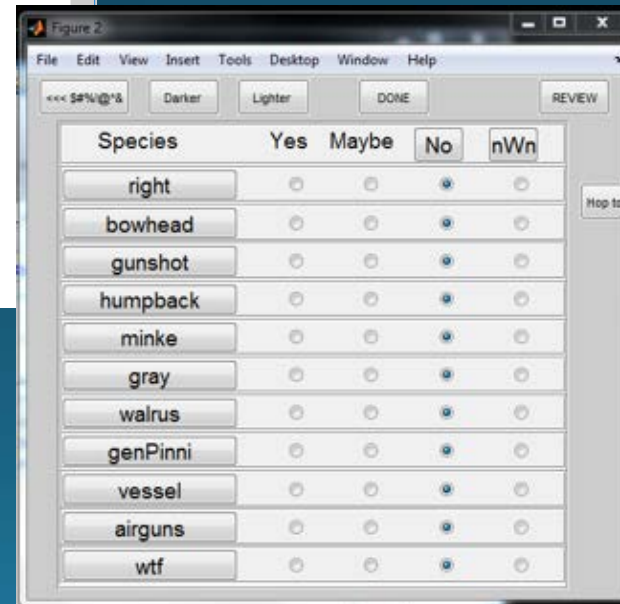 Figure 2
File Edit View Insert Tools Desktop Window Help
<<< $#%!@*& Darker Lighter DONE REVIEW
Species Yes Maybe No nWn
right
Hop to
bowhead
gunshot
humpback
minke
gray
walrus
genPinni
vessel
airguns
wtf